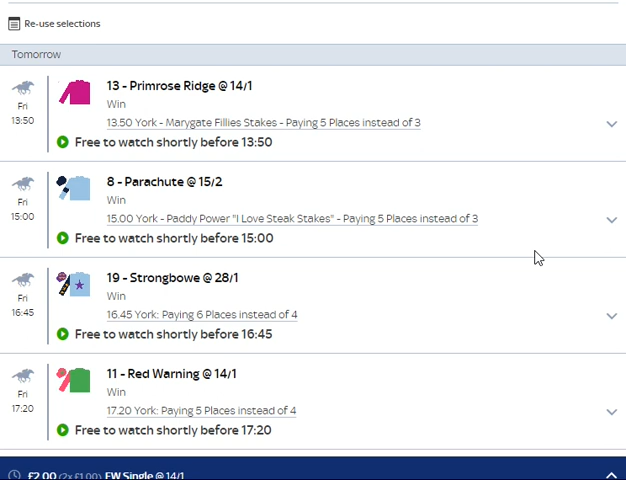 Re-use selections
Tomorrow
Fri
13:50
13 - Primrose Ridge @ 14/1
Win
13.50 York - Marygate Fillies Stakes - Paying 5 Places instead of 3
Free to watch shortly before 13:50
Fri
15:00
8 - Parachute @ 15/2
Win
15.00 York - Paddy Power "I Love Steak Stakes" - Paying 5 Places instead of 3
Free to watch shortly before 15:00
Fri
16:45
19 - Strongbowe @ 28/1
Win
16.45 York: Paying 6 Places instead of 4
Free to watch shortly before 16:45
Fri
17:20
11 - Red Warning @ 14/1
Win
17.20 York: Paying 5 Places instead of 4
Free to watch shortly before 17:20
£2.00 (2x £1.00) EW Single @ 14/1